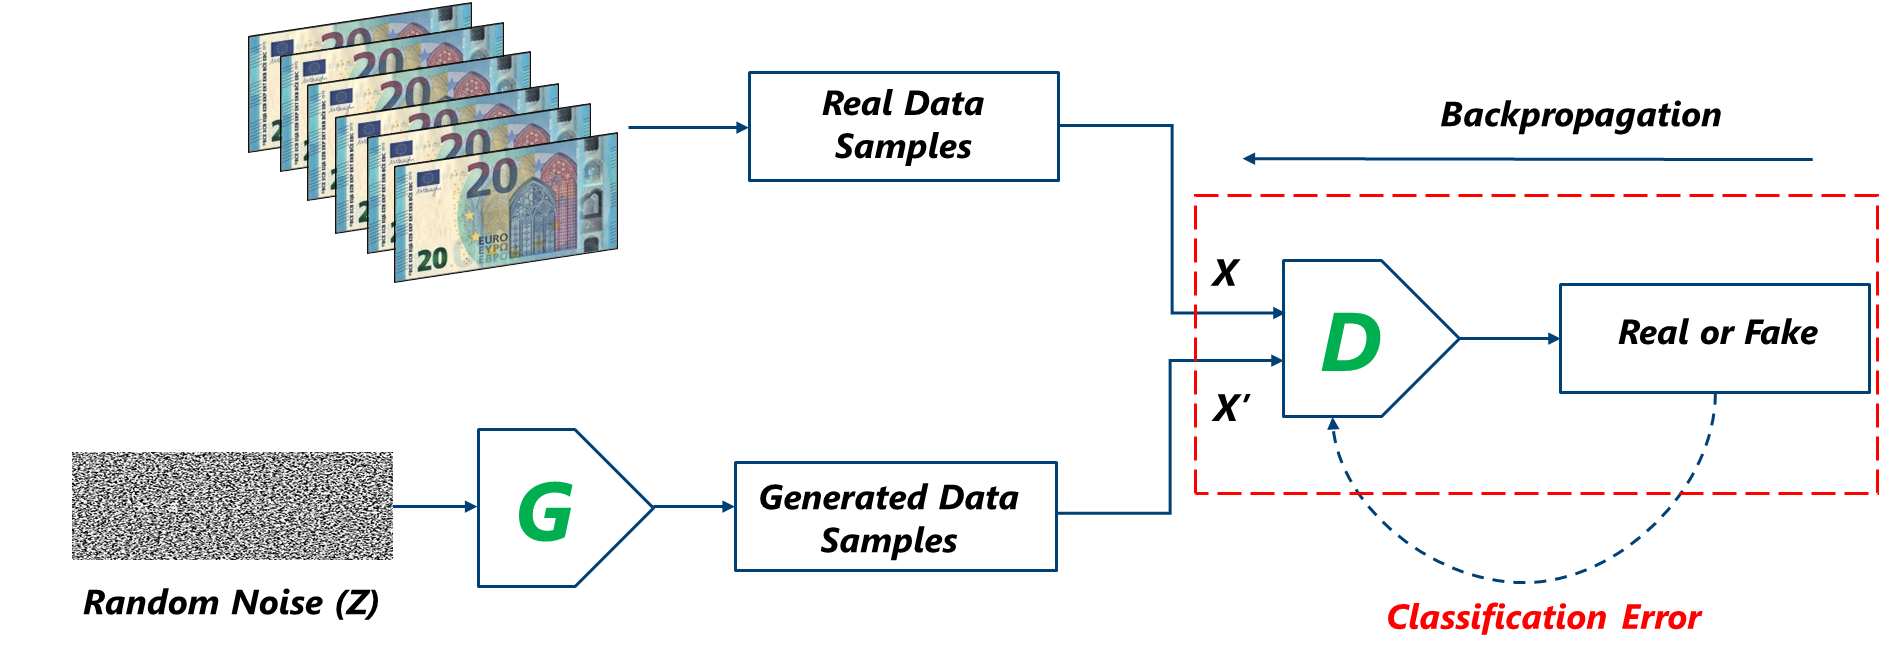 20
20
20
20
20
20
EURO
ΕΥΡΩ
ЕВРО
20
Real Data
Samples
Backpropagation
X
D
Real or Fake
X’
G
Generated Data
Samples
Random Noise (Z)
Classification Error